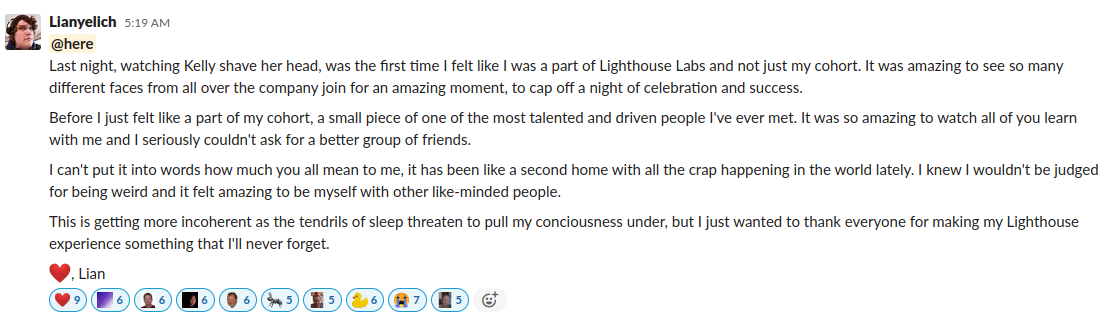 Lianyelich 5:19 AM
@here
Last night, watching Kelly shave her head, was the first time I felt like I was a part of Lighthouse Labs and not just my cohort. It was amazing to see so many
different faces from all over the company join for an amazing moment, to cap off a night of celebration and success.
Before I just felt like a part of my cohort, a small piece of one of the most talented and driven people I've ever met. It was so amazing to watch all of you learn
with me and I seriously couldn't ask for a better group of friends.
I can't put it into words how much you all mean to me, it has been like a second home with all the crap happening in the world lately. I knew I wouldn't be judged
for being weird and it felt amazing to be myself with other like-minded people.
This is getting more incoherent as the tendrils of sleep threaten to pull my conciousness under, but I just wanted to thank everyone for making my Lighthouse
experience something that I'll never forget.
❤️, Lian
9 6 6 6 6 5 5 6 7 5